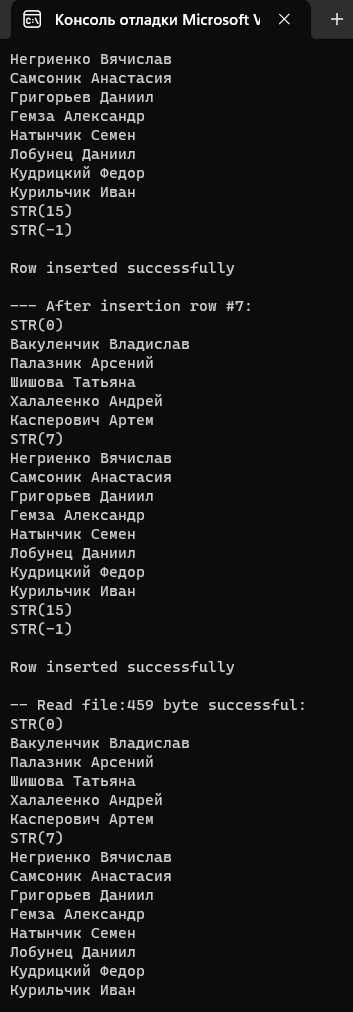 Консоль отладки Microsoft V
Негриенко Вячислав
Самсоник Анастасия
Григорьев Даниил
Гемза Александр
Натынчик Семен
Лобунец Даниил
Кудрицкий Федор
Курильчик Иван
STR(15)
STR(-1)
Row inserted successfully
--- After insertion row #7:
STR(0)
Вакуленчик Владислав
Палазник Арсений
Шишова Татьяна
Халалеенко Андрей
Касперович Артем
STR(7)
Негриенко Вячислав
Самсоник Анастасия
Григорьев Даниил
Гемза Александр
Натынчик Семен
Лобунец Даниил
Кудрицкий Федор
Курильчик Иван
STR(15)
STR(-1)
Row inserted successfully
-- Read file:459 byte successful:
STR(0)
Вакуленчик Владислав
Палазник Арсений
Шишова Татьяна
Халалеенко Андрей
Касперович Артем
STR(7)
Негриенко Вячислав
Самсоник Анастасия
Григорьев Даниил
Гемза Александр
Натынчик Семен
Лобунец Даниил
Кудрицкий Федор
Курильчик Иван